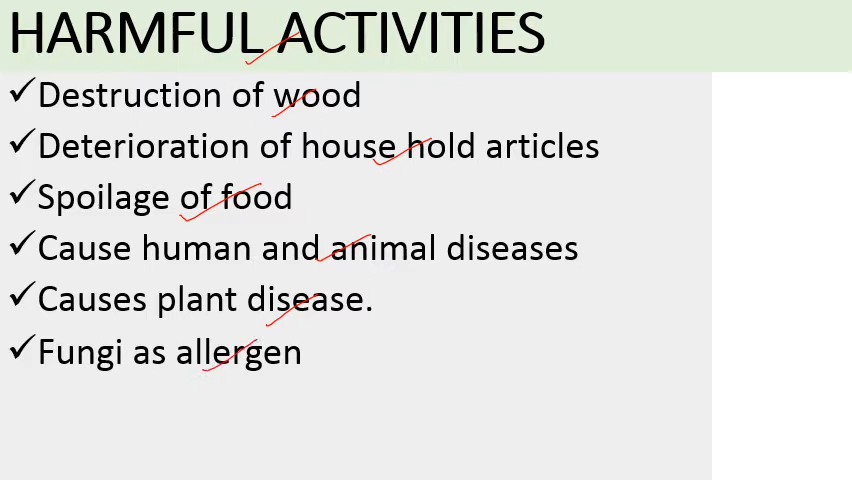 HARMFUL ACTIVITIES
✓Destruction of wood
✓Deterioration of house hold articles
✓Spoilage of food
✓Cause human and animal diseases
✓Causes plant disease.
✓Fungi as allergen